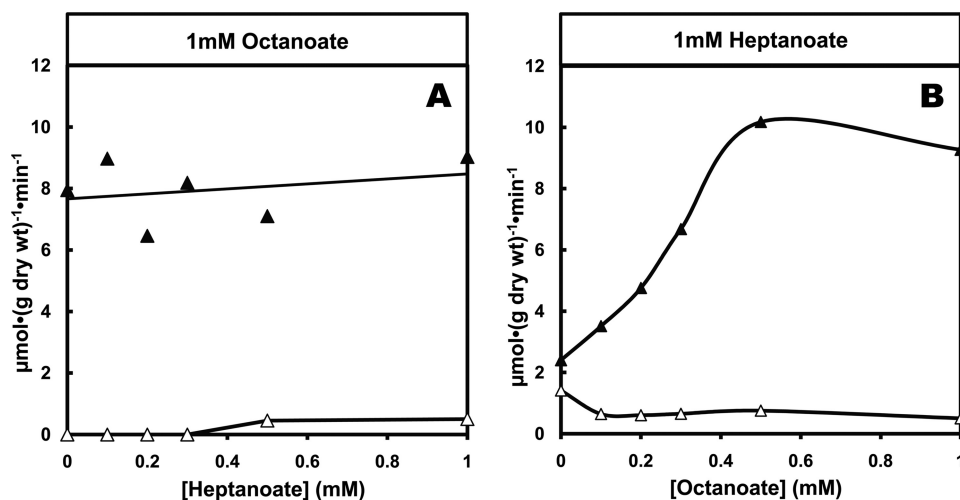 1mM Octanoate
A
12
10
8
6
4
2
0
µmol•(g dry wt)⁻¹•min⁻¹
0 0.2 0.4 0.6 0.8 1
[Heptanoate] (mM)
1mM Heptanoate
B
12
10
8
6
4
2
0
µmol•(g dry wt)⁻¹•min⁻¹
0 0.2 0.4 0.6 0.8 1
[Octanoate] (mM)